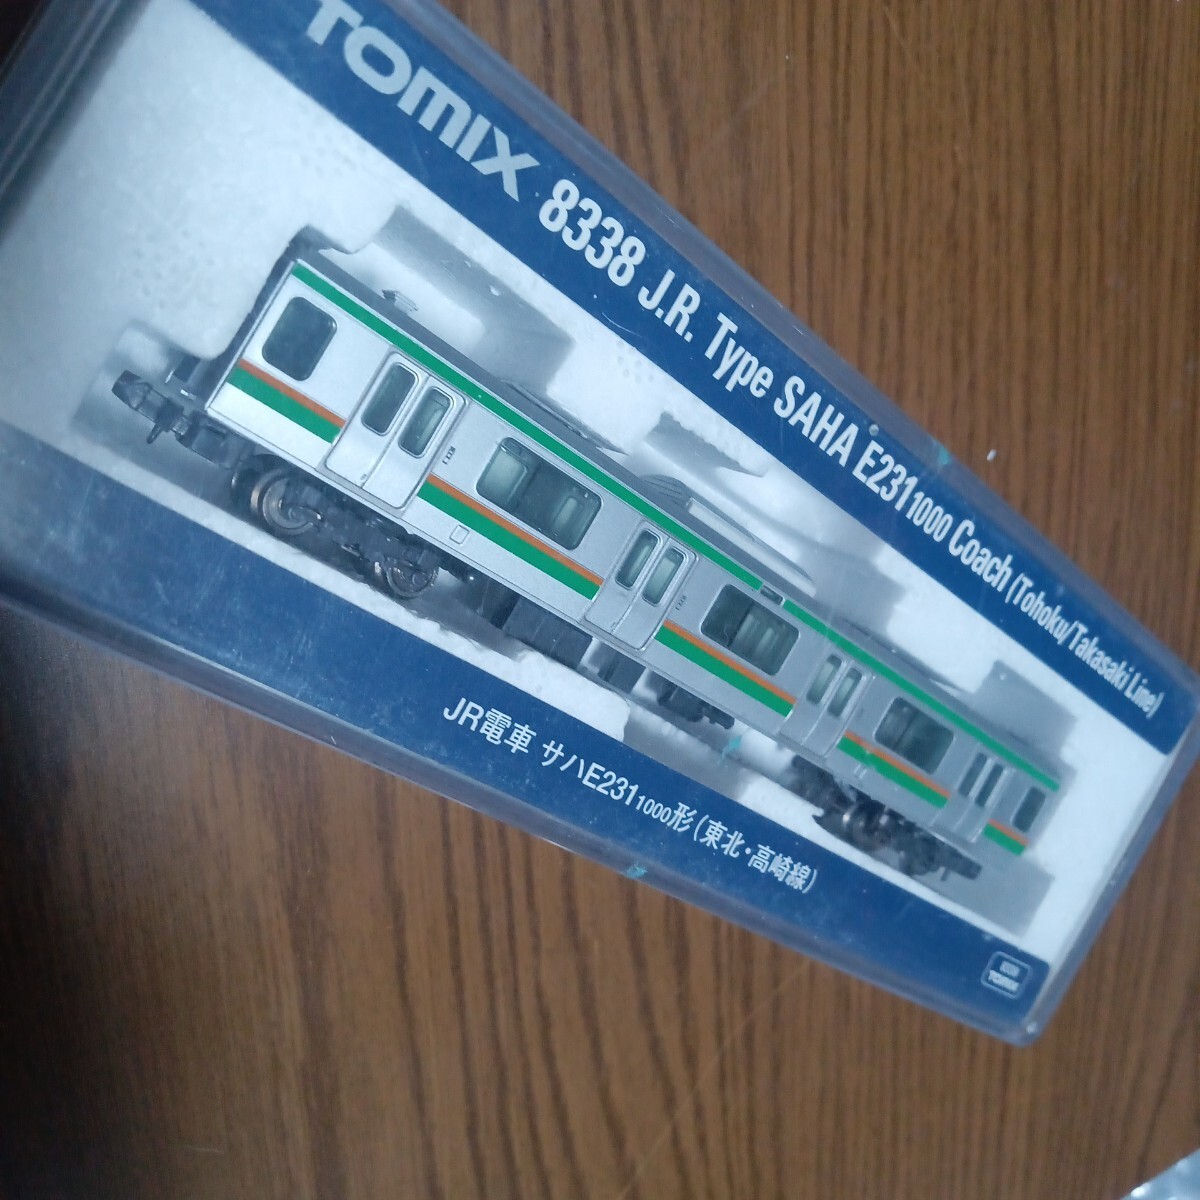 TOMIX 8338 J.R. Type SAHA E231 1000 Coach (Tohoku/Takasaki Line)
JR電車 サハE231 1000形(東北・高崎線)
TOMIX